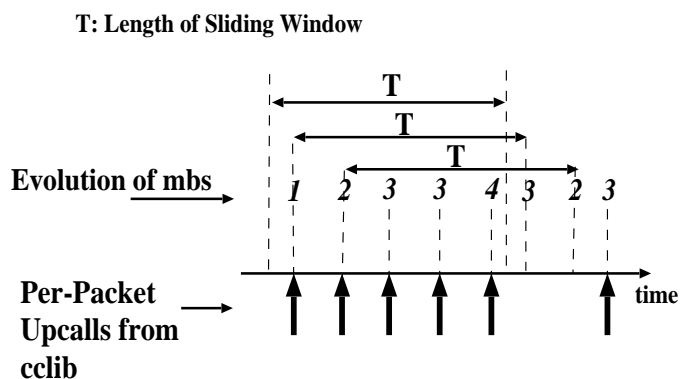 T: Length of Sliding Window
T
T
T
Evolution of mbs
1 2 3 3 4 3 2 3
time
Per-Packet
Upcalls from
cclib